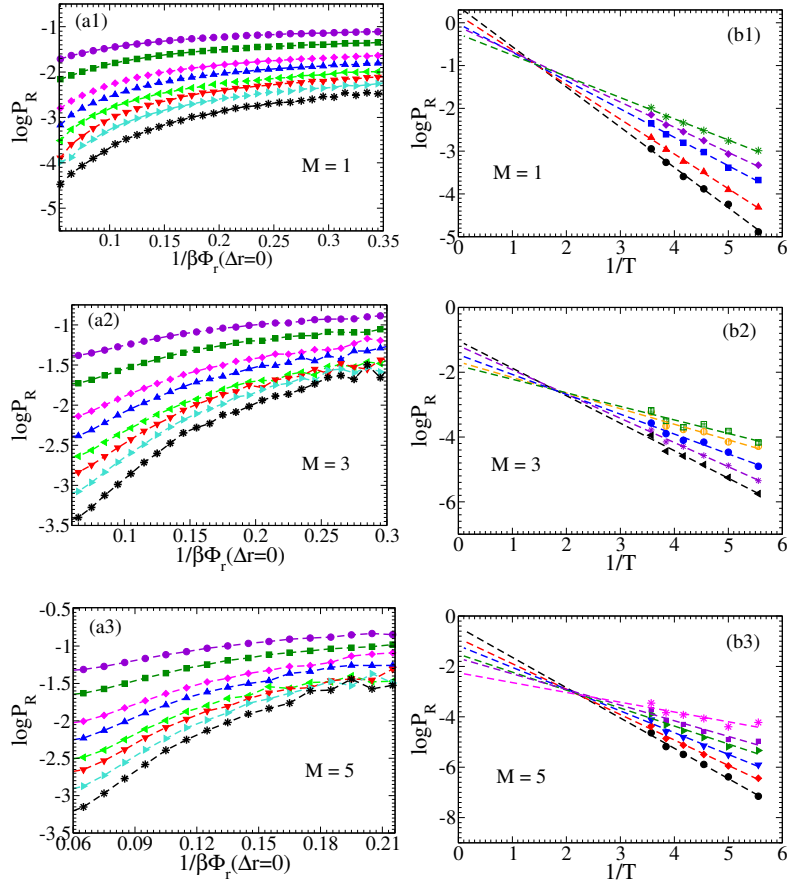 (a1)
-1
-2
-3
-4
-5
logP_R
M = 1
0.1
0.15
0.2
0.25
0.3
0.35
1/βΦ_r(Δr=0)
(b1)
0
-1
-2
-3
-4
-5
logP_R
M = 1
0
1
2
3
4
5
6
1/T
(a2)
-1
-1.5
-2
-2.5
-3
-3.5
logP_R
M = 3
0.1
0.15
0.2
0.25
0.3
1/βΦ_r(Δr=0)
(b2)
0
-2
-4
-6
logP_R
M = 3
0
1
2
3
4
5
6
1/T
(a3)
-0.5
-1
-1.5
-2
-2.5
-3
-3.5
logP_R
M = 5
0.06
0.09
0.12
0.15
0.18
0.21
1/βΦ_r(Δr=0)
(b3)
0
-2
-4
-6
-8
logP_R
M = 5
0
1
2
3
4
5
6
1/T